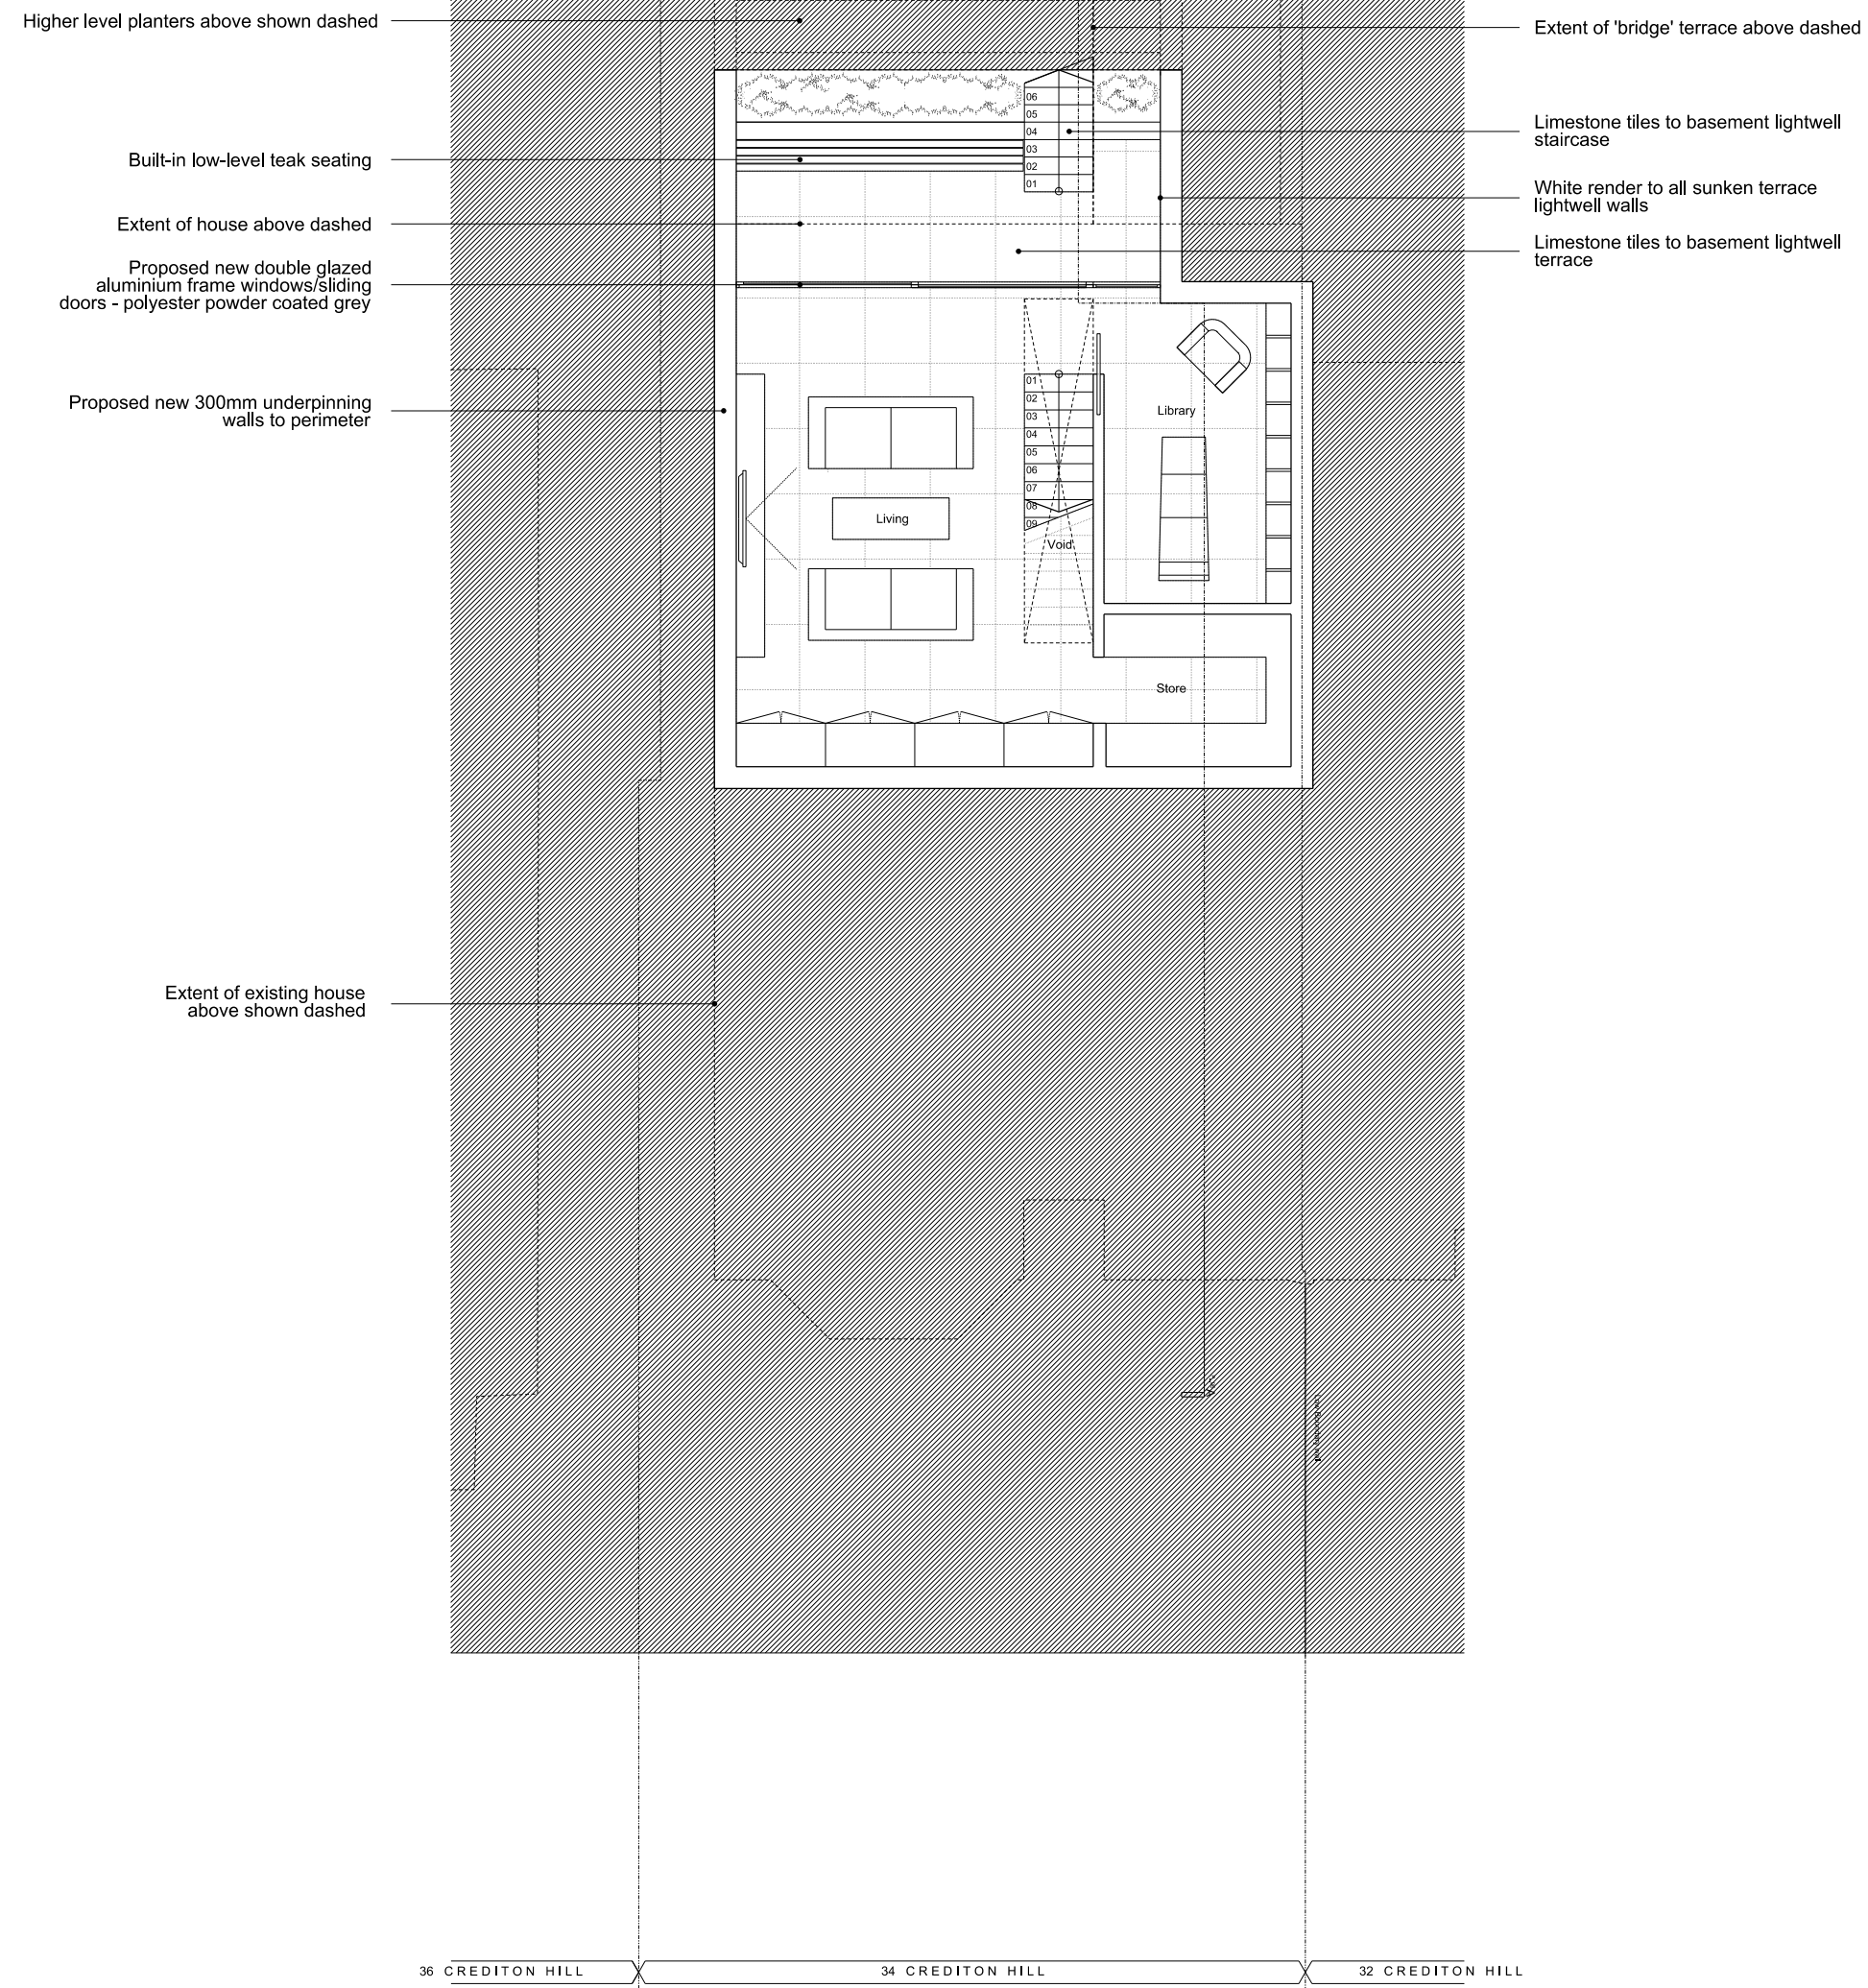 Higher level planters above shown dashed
Extent of 'bridge' terrace above dashed
06
05
04
03
02
01
Limestone tiles to basement lightwell
staircase
Built-in low-level teak seating
White render to all sunken terrace
lightwell walls
Extent of house above dashed
Limestone tiles to basement lightwell
terrace
Proposed new double glazed
aluminium frame windows/sliding
doors - polyester powder coated grey
Proposed new 300mm underpinning
walls to perimeter
01
02
03
04
05
06
07
08
09
Library
Living
Void
Store
Extent of existing house
above shown dashed
Low Boundary wall
36 CREDITON HILL
34 CREDITON HILL
32 CREDITON HILL